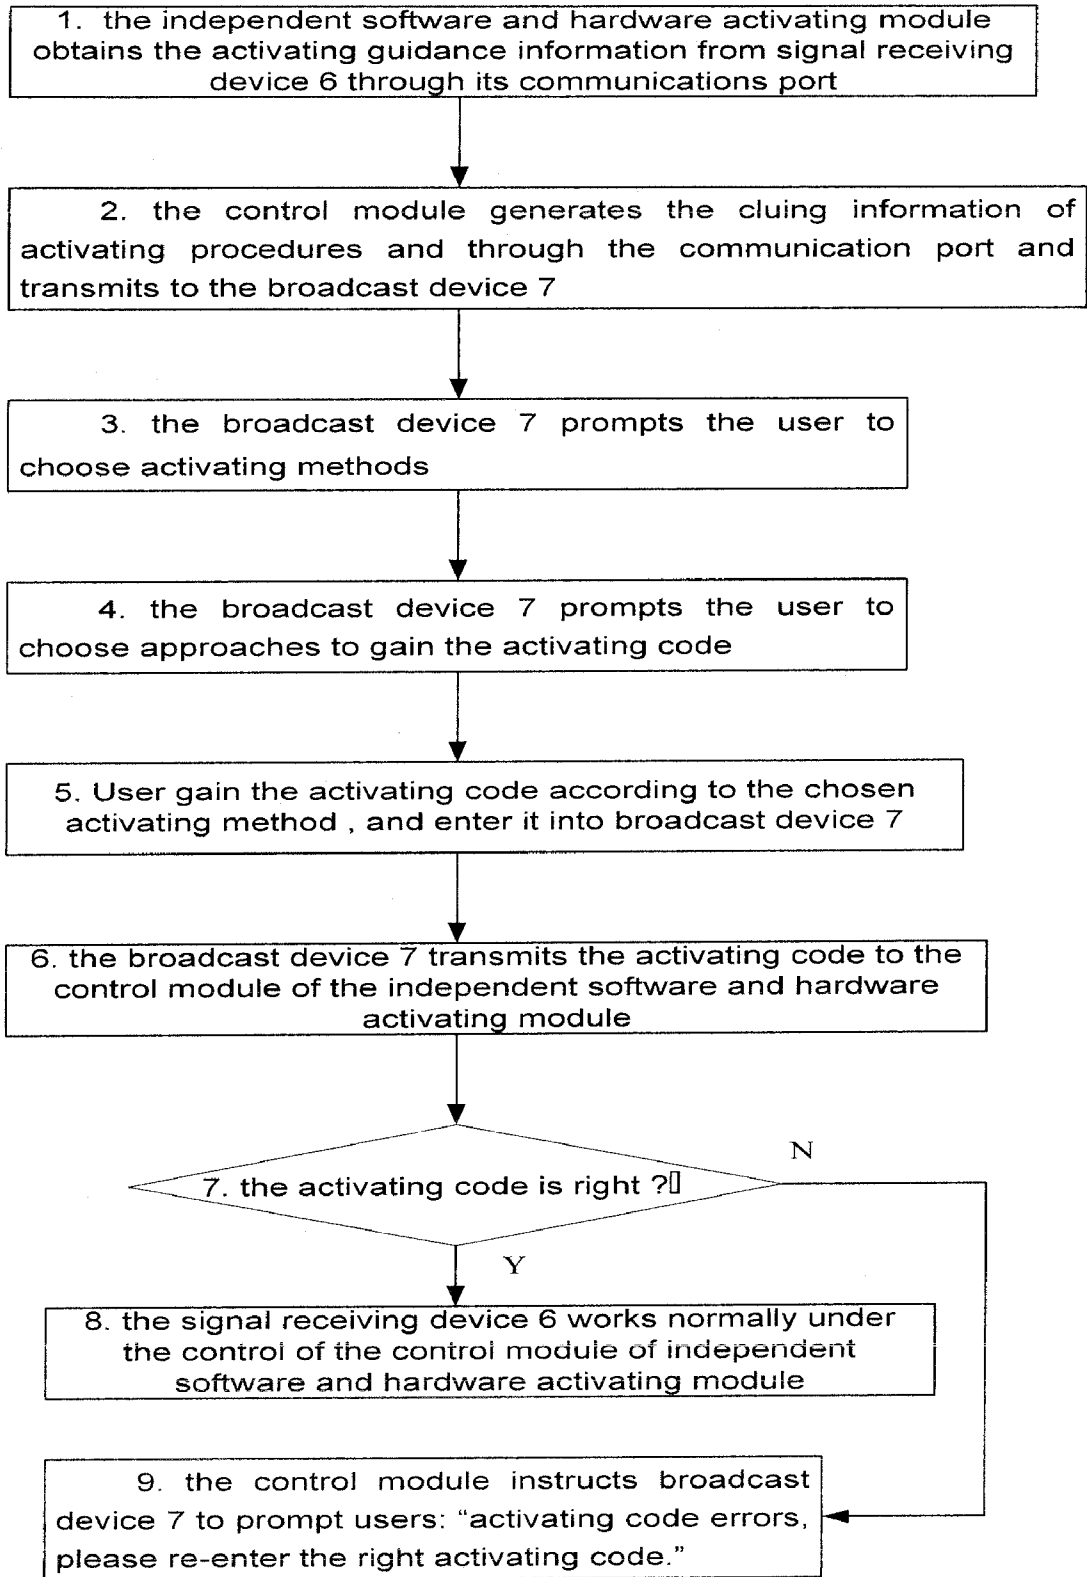 1. the independent software and hardware activating module
obtains the activating guidance information from signal receiving
device 6 through its communications port
2. the control module generates the cluing information of
activating procedures and through the communication port and
transmits to the broadcast device 7
3. the broadcast device 7 prompts the user to
choose activating methods
4. the broadcast device 7 prompts the user to
choose approaches to gain the activating code
5. User gain the activating code according to the chosen
activating method , and enter it into broadcast device 7
6. the broadcast device 7 transmits the activating code to the
control module of the independent software and hardware
activating module
N
7. the activating code is right ?▯
Y
8. the signal receiving device 6 works normally under
the control of the control module of independent
software and hardware activating module
9. the control module instructs broadcast
device 7 to prompt users: “activating code errors,
please re-enter the right activating code.”